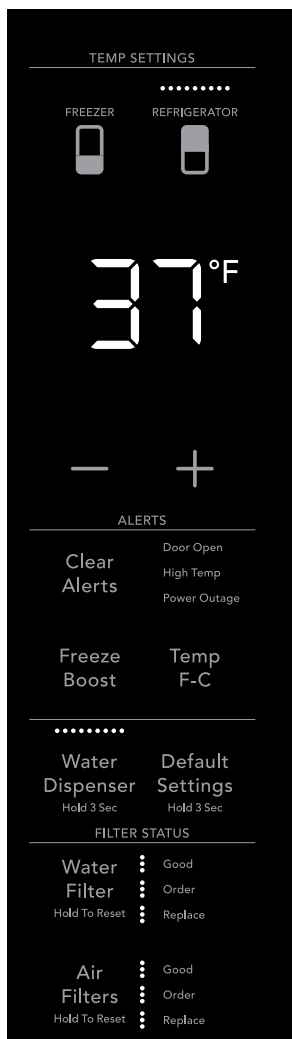 TEMP SETTINGS
FREEZER REFRIGERATOR
37°F
− +
ALERTS
Clear
Alerts
Door Open
High Temp
Power Outage
Freeze
Boost
Temp
F-C
Water
Dispenser
Hold 3 Sec
Default
Settings
Hold 3 Sec
FILTER STATUS
Water
Filter
Hold To Reset
Good
Order
Replace
Air
Filters
Hold To Reset
Good
Order
Replace